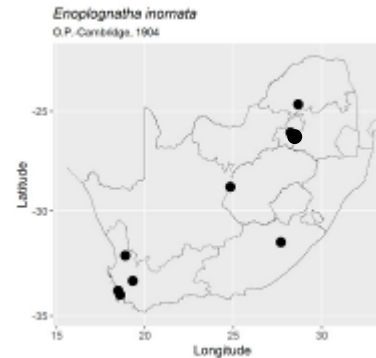 Enoplognatha inornata
O.P.-Cambridge, 1904
-25
-30
-35
Latitude
15
20
25
30
Longitude